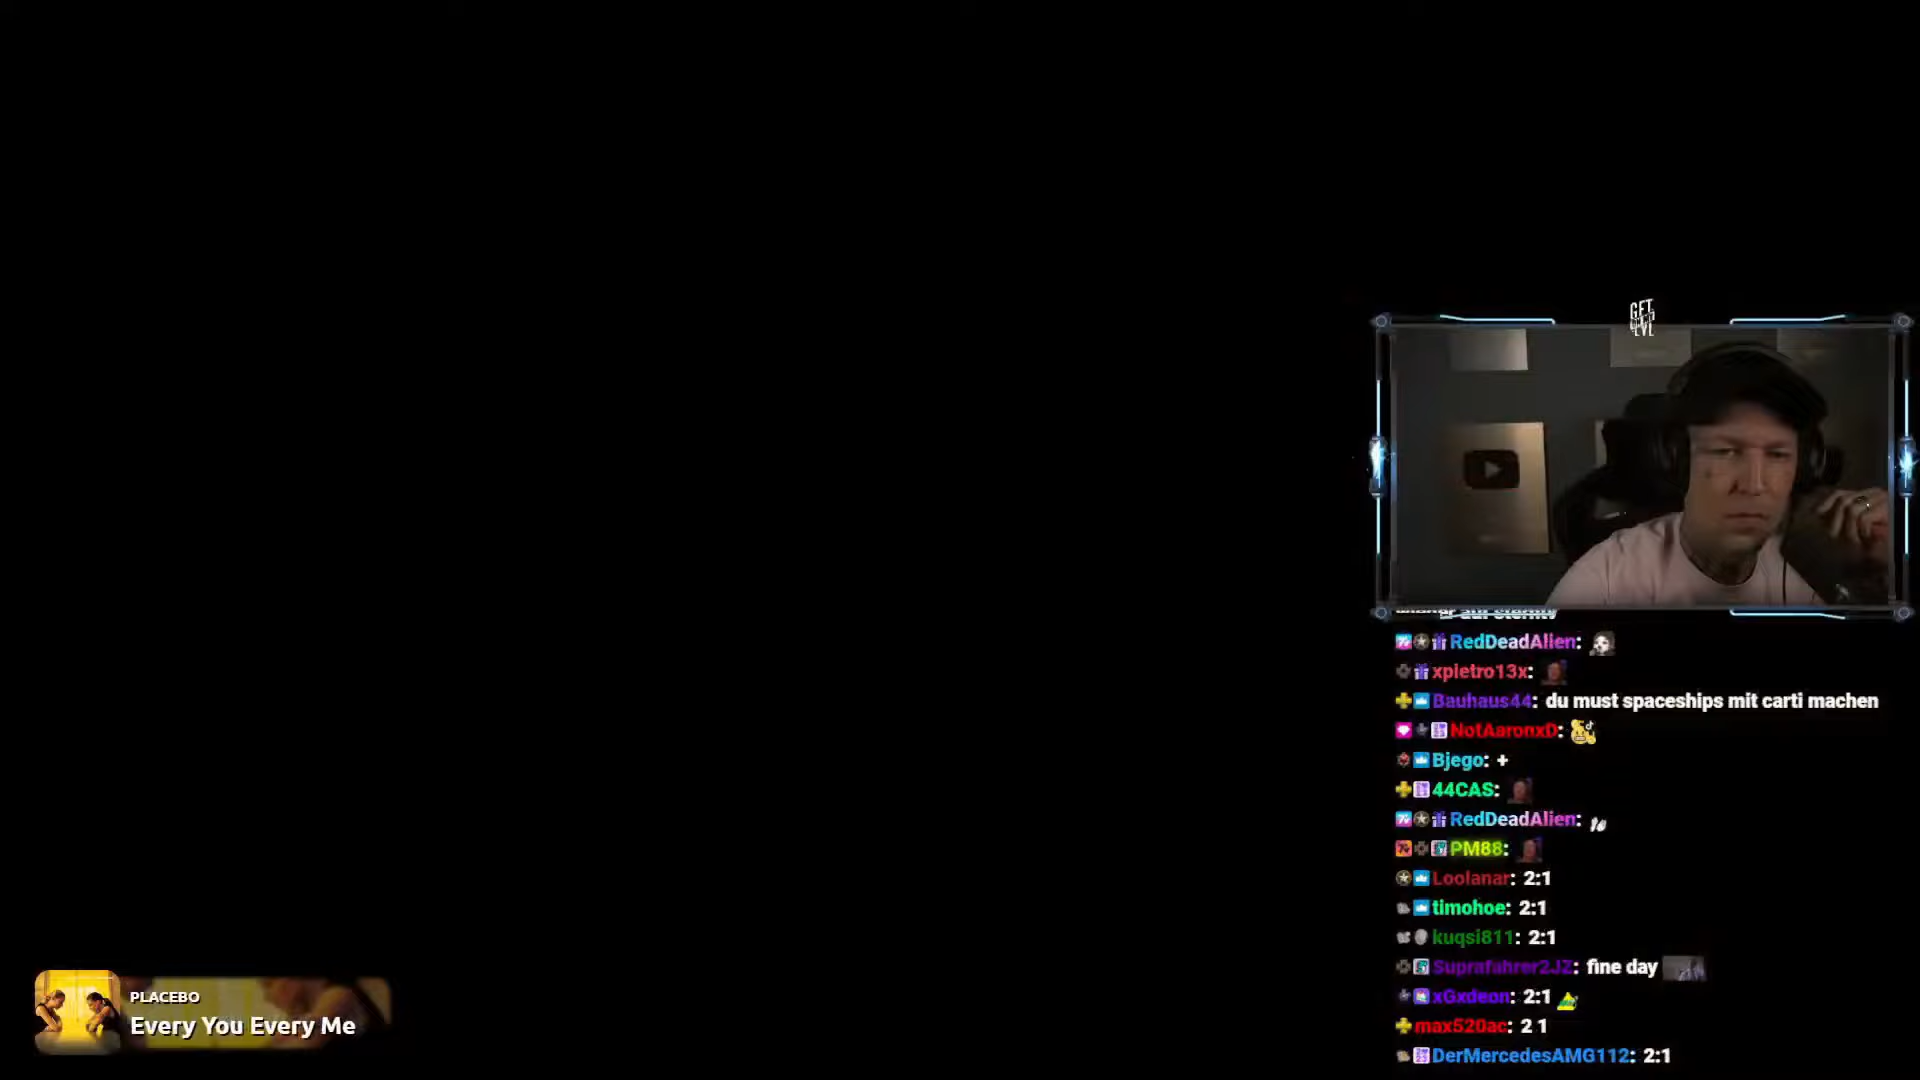 GET
LVL
RedDeadAlien:
xpietro13x:
Bauhaus44: du must spaceships mit carti machen
NotAaronxD:
Bjego: +
44CAS:
RedDeadAlien:
PM88:
Loolanar: 2:1
timohoe: 2:1
kuqsi811: 2:1
Suprafahrer2JZ: fine day
xGxdeon: 2:1
max520ac: 2 1
DerMercedesAMG112: 2:1
PLACEBO
Every You Every Me